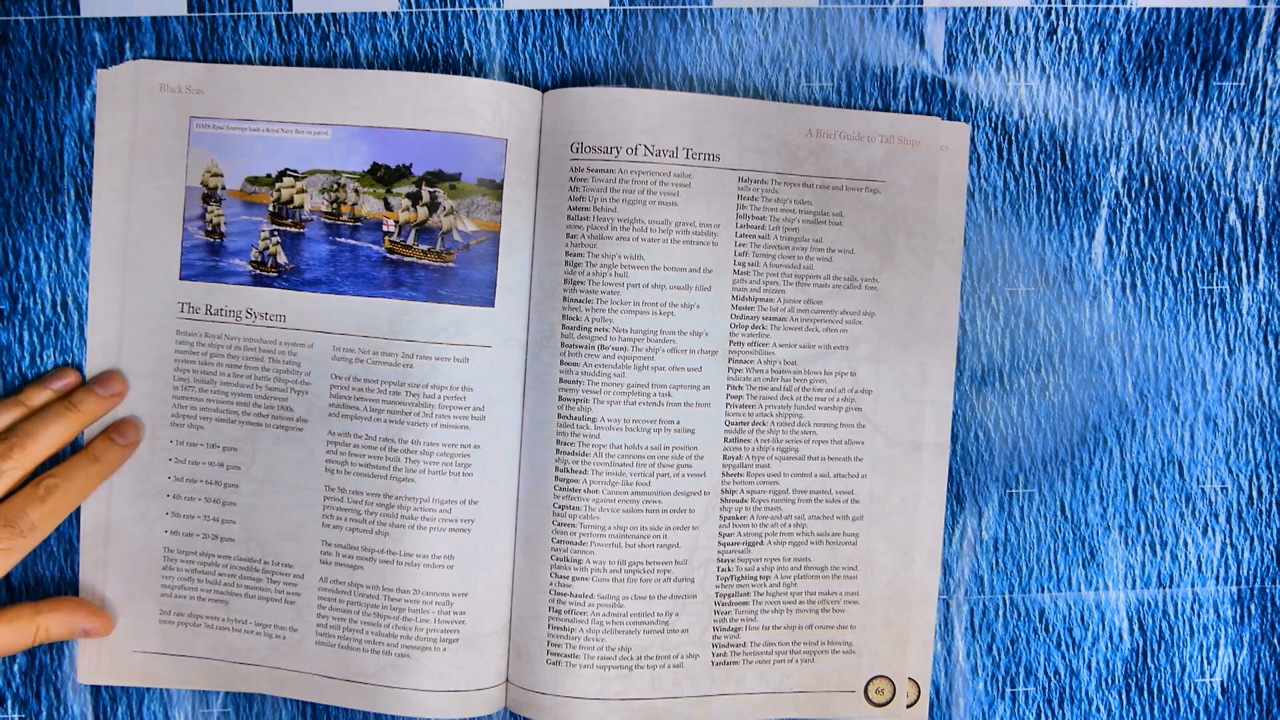 Black Seas
HMS Royal Sovereign leads a Royal Navy fleet on patrol.
The Rating System
Britain's Royal Navy introduced a system of
rating the ships of its fleet based on the
number of guns they carried. This rating
system takes its name from the capability of
ships to stand in a line of battle (Ship-of-the-
Line). Initially introduced by Samuel Pepys
in 1677, the rating system underwent
numerous revisions until the late 1800s.
After its introduction, the other nations also
adopted very similar systems to categorise
their ships.
• 1st rate = 100+ guns
• 2nd rate = 90-98 guns
• 3rd rate = 64-80 guns
• 4th rate = 50-60 guns
• 5th rate = 32-44 guns
• 6th rate = 20-28 guns
The largest ships were classified as 1st rate.
They were capable of incredible firepower and
able to withstand severe damage. They were
very costly to build and to maintain, but were
magnificent war machines that inspired fear
and awe in the enemy.
2nd rate ships were a hybrid – larger than the
more popular 3rd rates but not as big as a
1st rate. Not as many 2nd rates were built
during the Carronade era.
One of the most popular size of ships for this
period was the 3rd rate. They had a perfect
balance between manoeuvrability, firepower and
sturdiness. A large number of 3rd rates were built
and employed on a wide variety of missions.
As with the 2nd rates, the 4th rates were not as
popular as some of the other ship categories
and so fewer were built. They were not large
enough to withstand the line of battle but too
big to be considered frigates.
The 5th rates were the archetypal frigates of the
period. Used for single ship actions and
privateering, they could make their crews very
rich as a result of the share of the prize money
for any captured ship.
The smallest Ship-of-the-Line was the 6th
rate. It was mostly used to relay orders or
take messages.
All other ships with less than 20 cannons were
considered Unrated. These were not really
meant to participate in large battles – that was
the domain of the Ships-of-the-Line. However,
they were the vessels of choice for privateers
and still played a valuable role during larger
battles relaying orders and messages in a
similar fashion to the 6th rates.
A Brief Guide to Tall Ships
Glossary of Naval Terms
Able Seaman: An experienced sailor.
Afore: Toward the front of the vessel.
Aft: Toward the rear of the vessel.
Aloft: Up in the rigging or masts.
Astern: Behind.
Ballast: Heavy weights, usually gravel, iron or
stone, placed in the hold to help with stability.
Bar: A shallow area of water at the entrance to
a harbour.
Beam: The ship's width.
Bilge: The angle between the bottom and the
side of a ship's hull.
Bilges: The lowest part of ship, usually filled
with waste water.
Binnacle: The locker in front of the ship's
wheel, where the compass is kept.
Block: A pulley.
Boarding nets: Nets hanging from the ship's
hull, designed to hamper boarders.
Boatswain (Bo'sun): The ship's officer in charge
of both crew and equipment.
Boom: An extendable light spar, often used
with a studding sail.
Bounty: The money gained from capturing an
enemy vessel or completing a task.
Bowsprit: The spar that extends from the front
of the ship.
Boxhauling: A way to recover from a
failed tack. Involves backing up by sailing
into the wind.
Brace: The rope that holds a sail in position.
Broadside: All the cannons on one side of the
ship, or the coordinated fire of those guns.
Bulkhead: The inside, vertical part, of a vessel.
Burgoo: A porridge-like food.
Canister shot: Cannon ammunition designed to
be effective against enemy crews.
Capstan: The device sailors turn in order to
haul up cables.
Careen: Turning a ship on its side in order to
clean or perform maintenance on it.
Carronade: Powerful, but short ranged,
naval cannon.
Caulking: A way to fill gaps between hull
planks with pitch and unpicked rope.
Chase guns: Guns that fire fore or aft during
a chase.
Close-hauled: Sailing as close to the direction
of the wind as possible.
Flag officer: An admiral entitled to fly a
personalised flag when commanding.
Fireship: A ship deliberately turned into an
incendiary device.
Fore: The front of the ship
Forecastle: The raised deck at the front of a ship.
Gaff: The yard supporting the top of a sail.
Halyards: The ropes that raise and lower flags,
sails or yards.
Heads: The ship's toilets.
Jib: The front-most, triangular, sail.
Jollyboat: The ship's smallest boat.
Larboard: Left (port)
Lateen sail: A triangular sail.
Lee: The direction away from the wind.
Luff: Turning closer to the wind.
Lug sail: A four-sided sail.
Mast: The post that supports all the sails, yards,
gaffs and spars. The three masts are called: fore,
main and mizzen.
Midshipman: A junior officer.
Muster: The list of all men currently aboard ship.
Ordinary seaman: An inexperienced sailor.
Orlop deck: The lowest deck, often on
the waterline.
Petty officer: A senior sailor with extra
responsibilities.
Pinnace: A ship's boat.
Pipe: When a boatswain blows his pipe to
indicate an order has been given.
Pitch: The rise and fall of the fore and aft of a ship
Poop: The raised deck at the rear of a ship.
Privateer: A privately funded warship given
licence to attack shipping.
Quarter deck: A raised deck running from the
middle of the ship to the stern.
Ratlines: A net-like series of ropes that allows
access to a ship's rigging.
Royal: A type of squaresail that is beneath the
topgallant mast.
Sheets: Ropes used to control a sail, attached at
the bottom corners.
Ship: A square-rigged, three masted, vessel.
Shrouds: Ropes running from the sides of the
ship up to the masts.
Spanker: A fore-and-aft sail, attached with gaff
and boom to the aft of a ship.
Spar: A strong pole from which sails are hung.
Square-rigged: A ship rigged with horizontal
squaresails.
Stays: Support ropes for masts.
Tack: To sail a ship into and through the wind.
Top/Fighting top: A low platform on the mast
where men work and fight.
Topgallant: The highest spar that makes a mast.
Wardroom: The room used as the officers' mess.
Wear: Turning the ship by moving the bow
with the wind.
Windage: How far the ship is off course due to
the wind.
Windward: The direction the wind is blowing.
Yard: The horizontal spar that supports the sails.
Yardarm: The outer part of a yard.
65